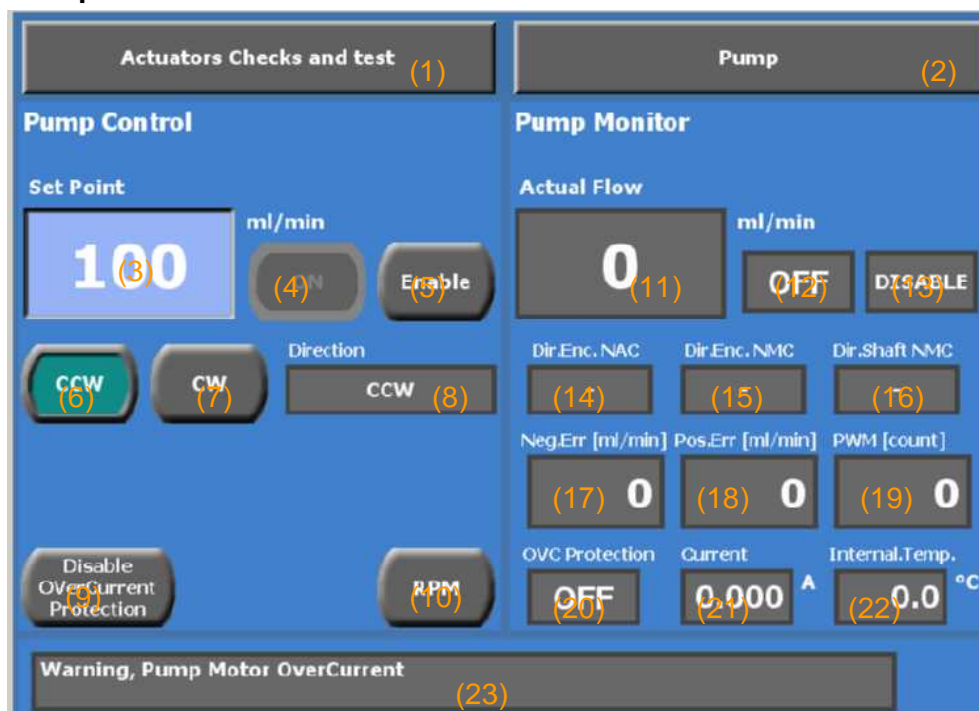 Actuators Checks and test (1)
Pump (2)
Pump Control
Pump Monitor
Set Point
Actual Flow
100 (3)
ml/min
ON (4)
Enable (5)
0 (11)
ml/min
OFF (12)
DISABLE (13)
CCW (6)
CW (7)
Direction
CCW (8)
Dir.Enc. NAC
Dir.Enc. NMC
Dir.Shaft NMC
- (14)
- (15)
- (16)
Neg.Err [ml/min]
Pos.Err [ml/min]
PWM [count]
(17) 0
(18) 0
(19) 0
Disable
OVerCurrent
Protection
(9)
RPM (10)
OVC Protection
Current
Internal.Temp.
OFF (20)
0.000 (21) A
0.0 (22) °C
Warning, Pump Motor OverCurrent
(23)